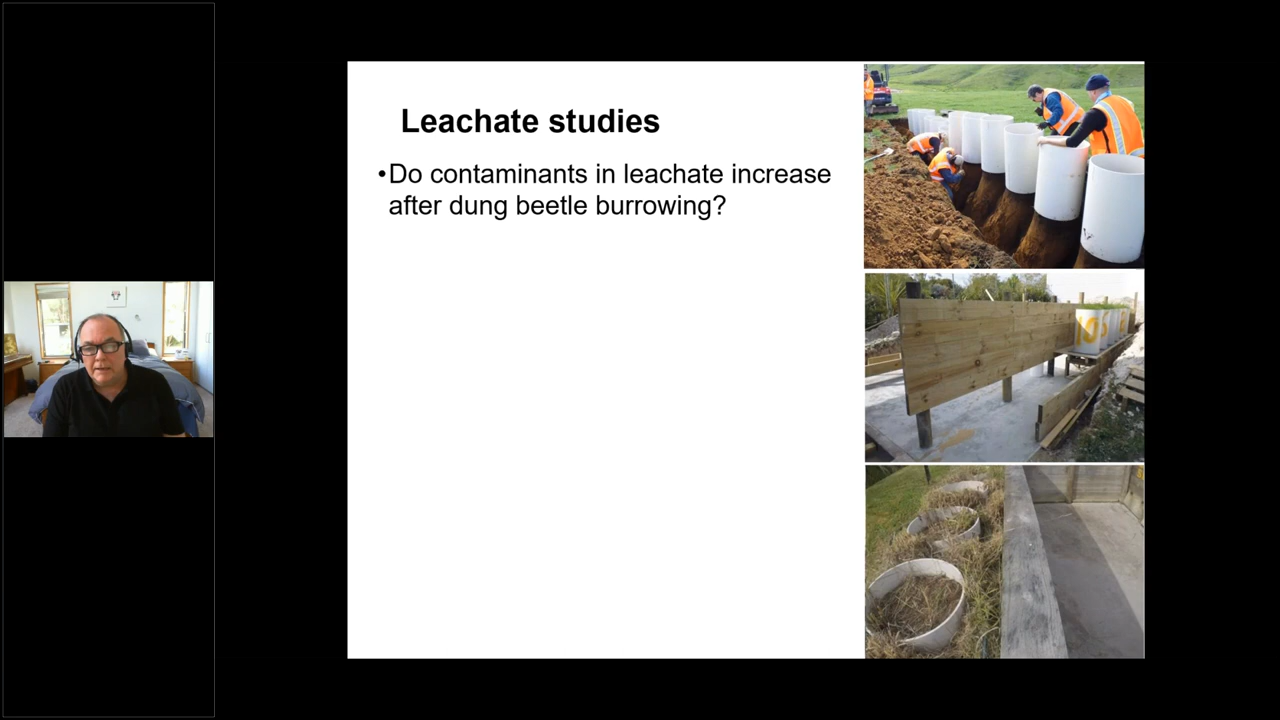 Leachate studies
•Do contaminants in leachate increase
after dung beetle burrowing?